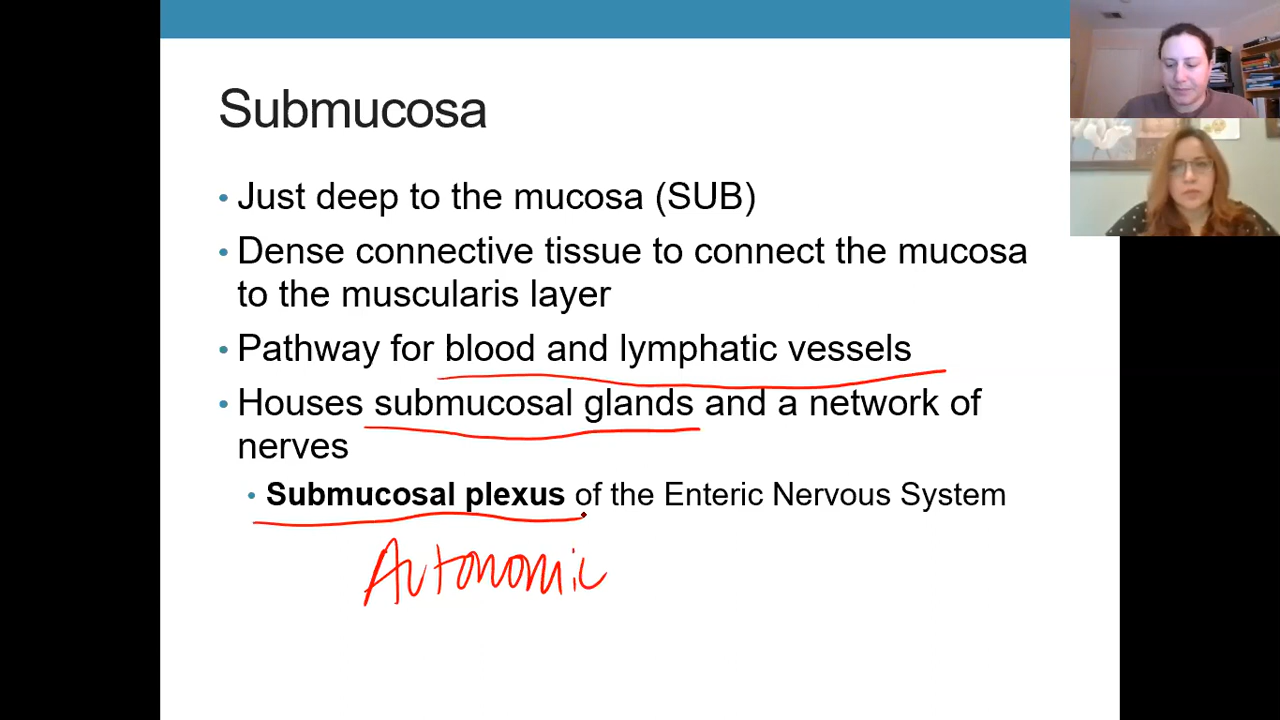 Submucosa
• Just deep to the mucosa (SUB)
• Dense connective tissue to connect the mucosa
to the muscularis layer
• Pathway for blood and lymphatic vessels
• Houses submucosal glands and a network of
nerves
• Submucosal plexus of the Enteric Nervous System
Autonomic